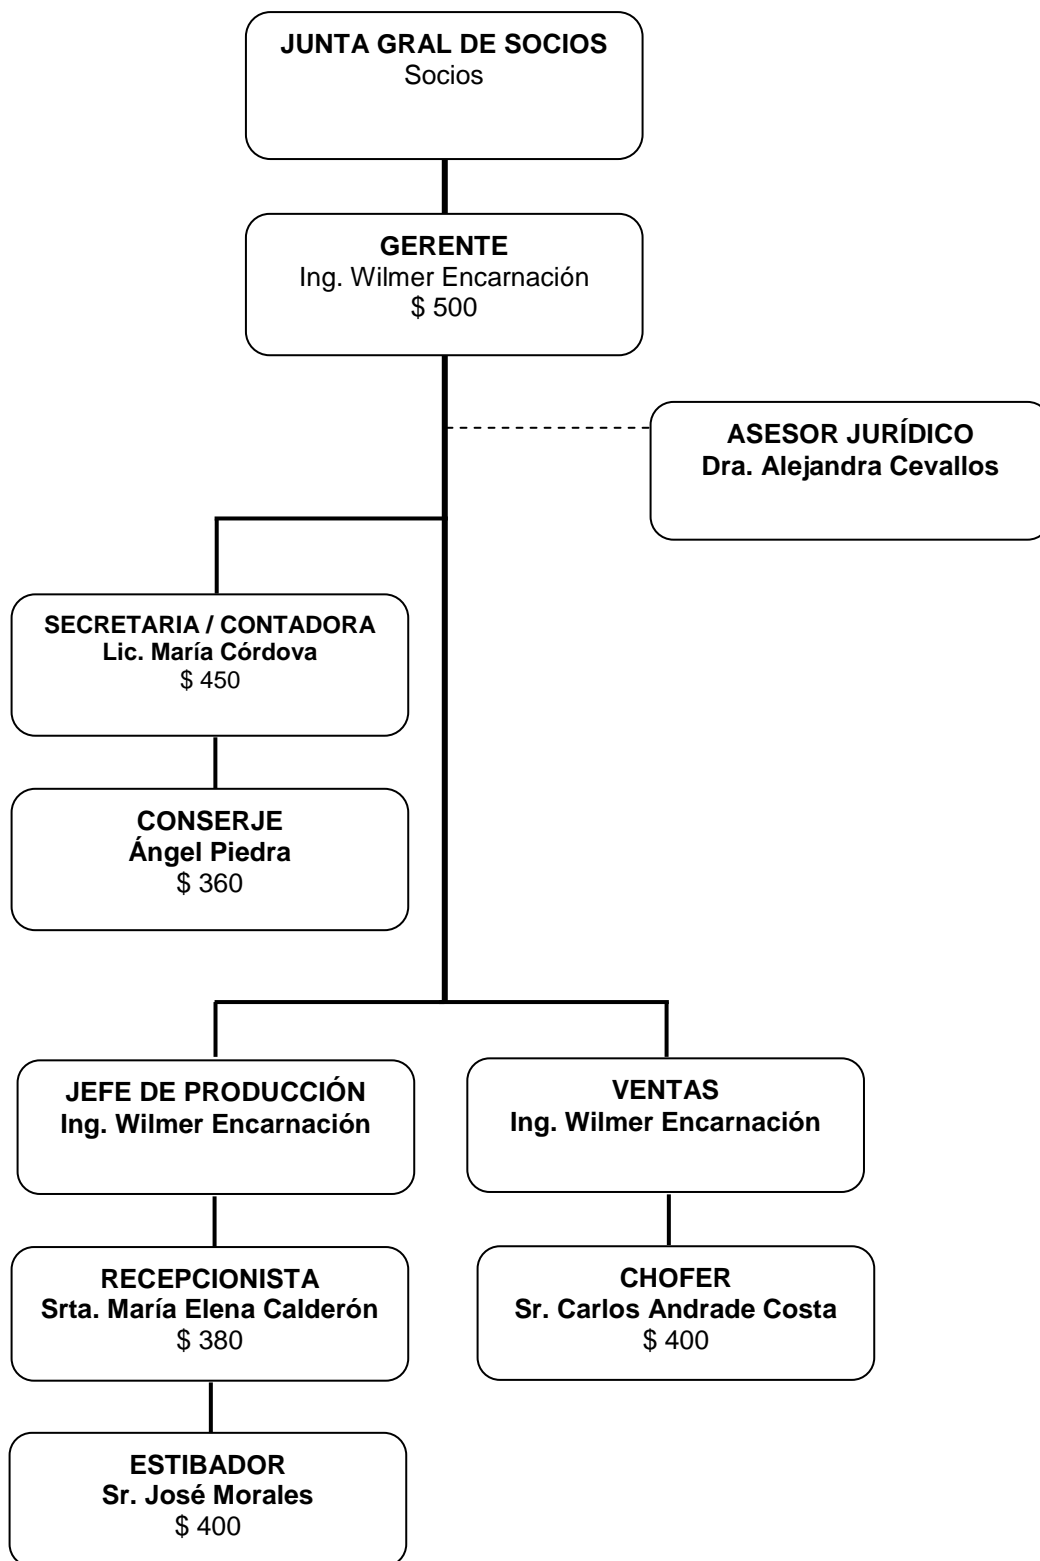 JUNTA GRAL DE SOCIOS
Socios
GERENTE
Ing. Wilmer Encarnación
$ 500
ASESOR JURÍDICO
Dra. Alejandra Cevallos
SECRETARIA / CONTADORA
Lic. María Córdova
$ 450
CONSERJE
Ángel Piedra
$ 360
JEFE DE PRODUCCIÓN
Ing. Wilmer Encarnación
VENTAS
Ing. Wilmer Encarnación
RECEPCIONISTA
Srta. María Elena Calderón
$ 380
CHOFER
Sr. Carlos Andrade Costa
$ 400
ESTIBADOR
Sr. José Morales
$ 400